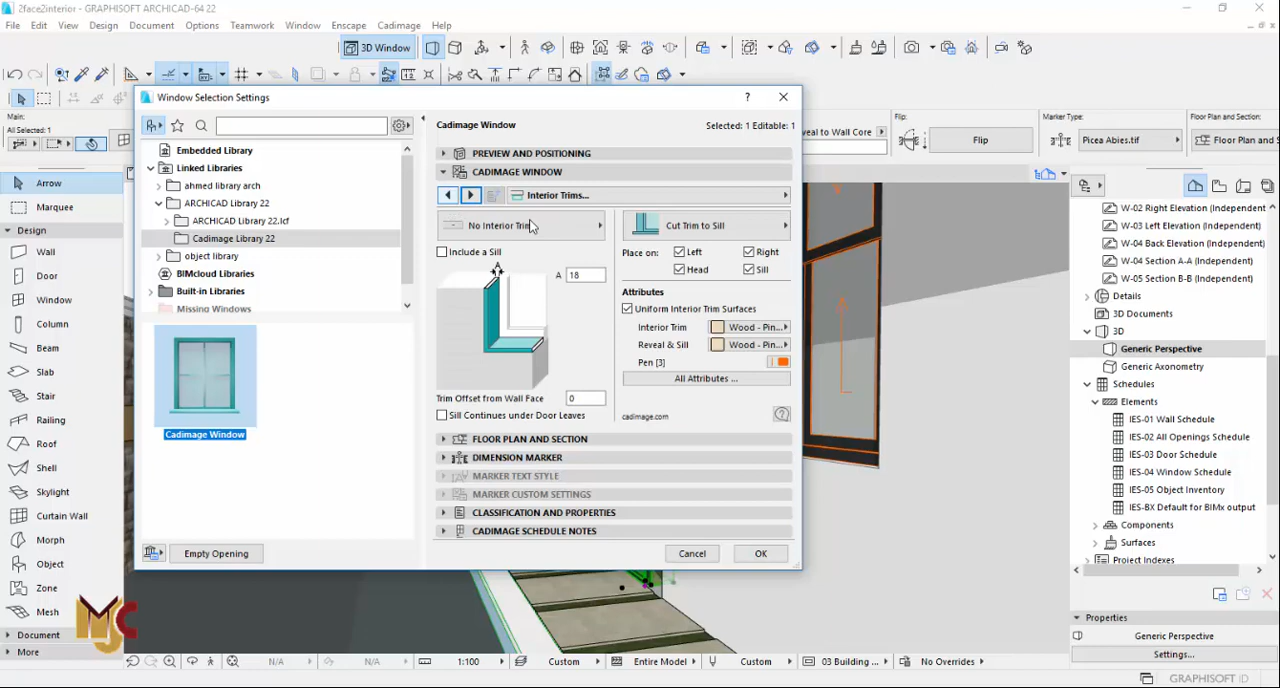 2face2interior - GRAPHISOFT ARCHICAD-64 22
File Edit View Design Document Options Teamwork Window Enscape Cadimage Help
3D Window
Main:
All Selected: 1
Window Selection Settings
Embedded Library
Linked Libraries
ahmed library arch
ARCHICAD Library 22
ARCHICAD Library 22.lcf
Cadimage Library 22
object library
BIMcloud Libraries
Built-in Libraries
Missing Windows
Cadimage Window
Empty Opening
Cadimage Window
Selected: 1 Editable: 1
PREVIEW AND POSITIONING
CADIMAGE WINDOW
Interior Trims...
No Interior Trim
Cut Trim to Sill
Include a Sill
A 18
Place on: Left Right
Head Sill
Attributes
Uniform Interior Trim Surfaces
Interior Trim Wood - Pin...
Reveal & Sill Wood - Pin...
Pen [3]
All Attributes ...
Trim Offset from Wall Face 0
Sill Continues under Door Leaves
cadimage.com
FLOOR PLAN AND SECTION
DIMENSION MARKER
MARKER TEXT STYLE
MARKER CUSTOM SETTINGS
CLASSIFICATION AND PROPERTIES
CADIMAGE SCHEDULE NOTES
Cancel OK
veal to Wall Core
Flip:
Flip
Marker Type:
Picea Abies.tif
Floor Plan and Section:
Floor Plan and S
Arrow
Marquee
Design
Wall
Door
Window
Column
Beam
Slab
Stair
Railing
Roof
Shell
Skylight
Curtain Wall
Morph
Object
Zone
Mesh
Document
More
MJC
W-02 Right Elevation (Independent
W-03 Left Elevation (Independent)
W-04 Back Elevation (Independent
W-04 Section A-A (Independent)
W-05 Section B-B (Independent)
Details
3D Documents
3D
Generic Perspective
Generic Axonometry
Schedules
Elements
IES-01 Wall Schedule
IES-02 All Openings Schedule
IES-03 Door Schedule
IES-04 Window Schedule
IES-05 Object Inventory
IES-BX Default for BIMx output
Components
Surfaces
Project Indexes
Properties
Generic Perspective
Settings...
N/A N/A 1:100 Custom Entire Model Custom 03 Building ... No Overrides
GRAPHISOFT ID